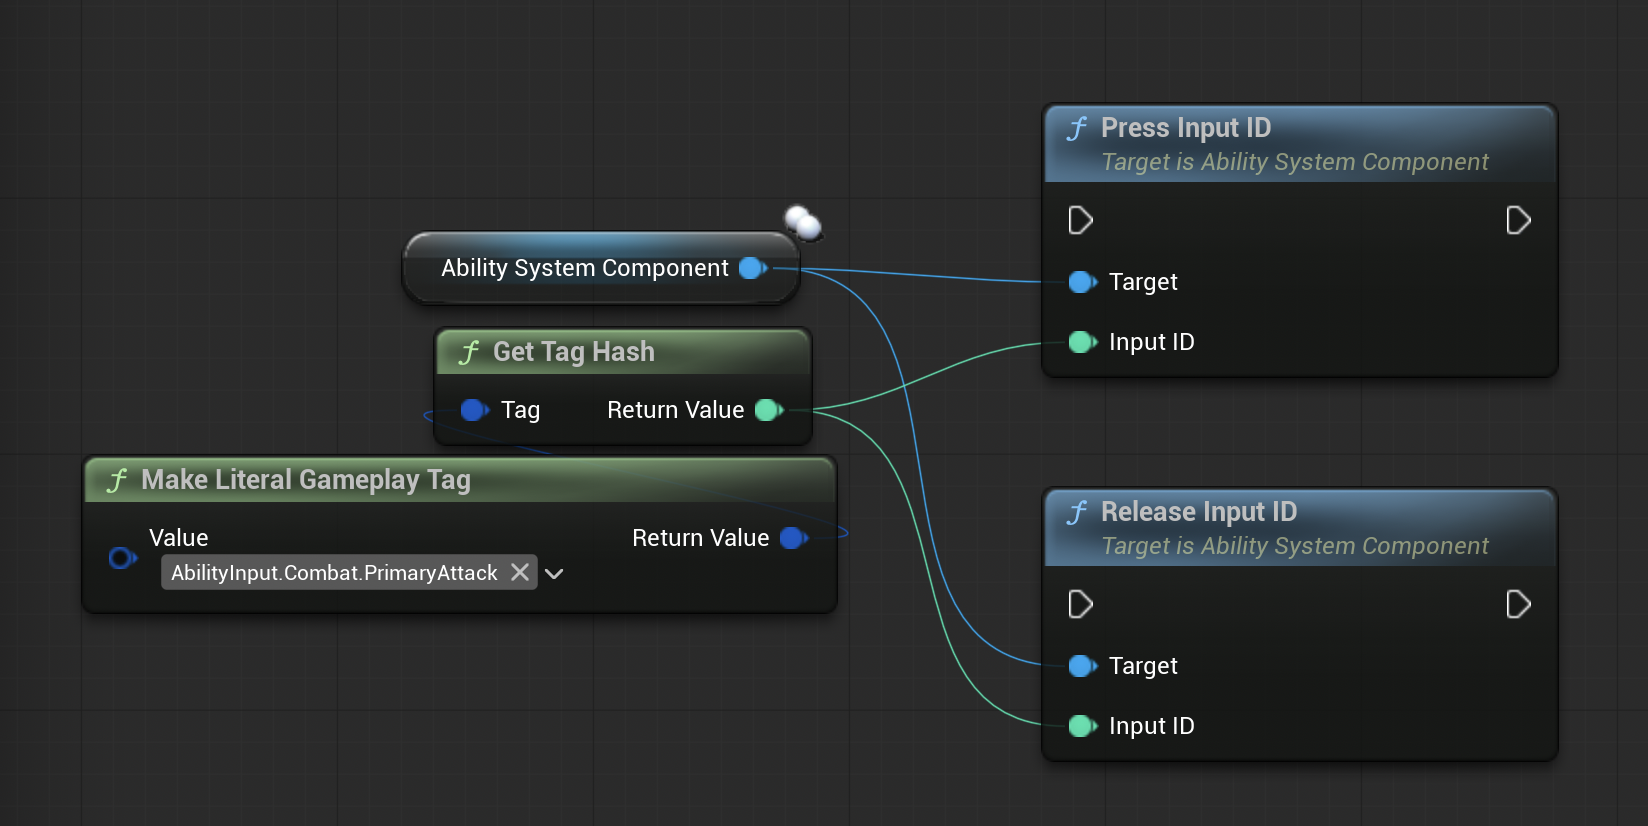 Press Input ID
Target is Ability System Component
Target
Input ID
Ability System Component
Get Tag Hash
Tag Return Value
Make Literal Gameplay Tag
Value Return Value
AbilityInput.Combat.PrimaryAttack
Release Input ID
Target is Ability System Component
Target
Input ID